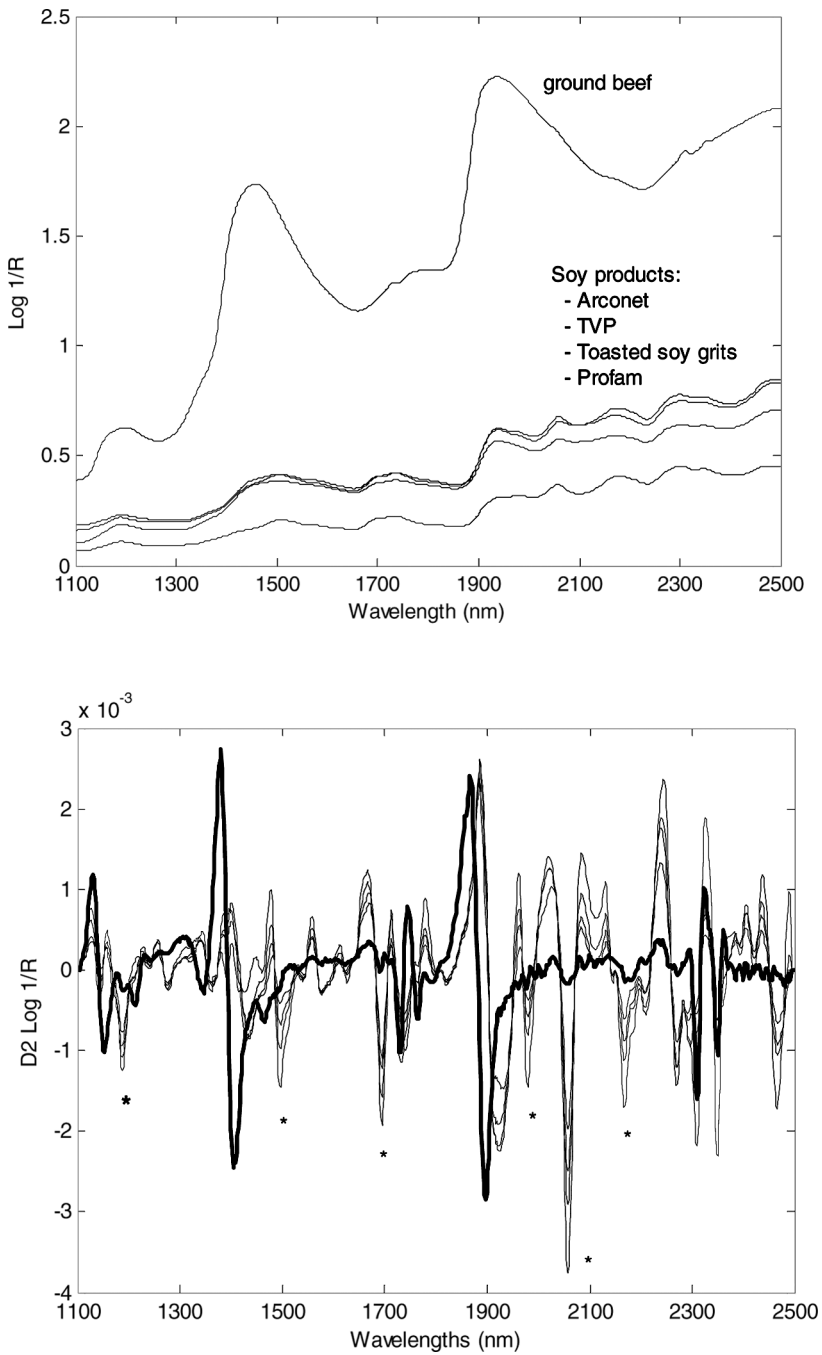 2.5
2
1.5
1
0.5
0
Log 1/R
ground beef
Soy products:
- Arconet
- TVP
- Toasted soy grits
- Profam
1100 1300 1500 1700 1900 2100 2300 2500
Wavelength (nm)
x 10-3
3
2
1
0
-1
-2
-3
-4
D2 Log 1/R
*
*
*
*
*
*
1100 1300 1500 1700 1900 2100 2300 2500
Wavelengths (nm)